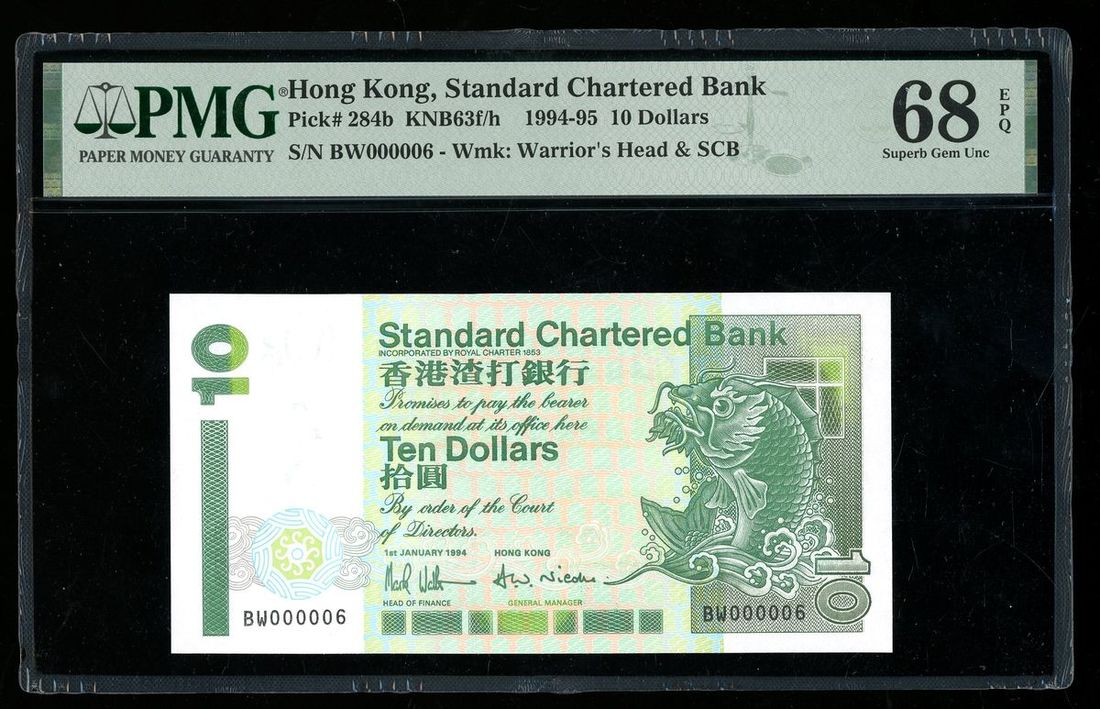 PMG
®
PAPER MONEY GUARANTY
Hong Kong, Standard Chartered Bank
Pick# 284b KNB63f/h 1994-95 10 Dollars
S/N BW000006 - Wmk: Warrior's Head & SCB
68
EPQ
Superb Gem Unc
10
Standard Chartered Bank
INCORPORATED BY ROYAL CHARTER 1853
香港渣打銀行
Promises to pay the bearer
on demand at its office here
Ten Dollars
拾圓
By order of the Court
of Directors.
1st JANUARY 1994 HONG KONG
HEAD OF FINANCE GENERAL MANAGER
BW000006
BW000006
10